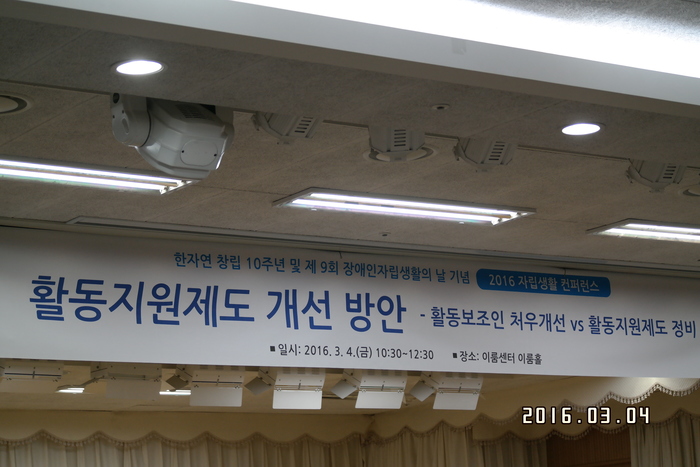 한자연 창립 10주년 및 제 9회 장애인자립생활의 날 기념 2016 자립생활 컨퍼런스
활동지원제도 개선 방안 - 활동보조인 처우개선 vs 활동지원제도 정비
■ 일시: 2016. 3. 4.(금) 10:30~12:30 ■ 장소: 이룸센터 이룸홀
2016.03.04